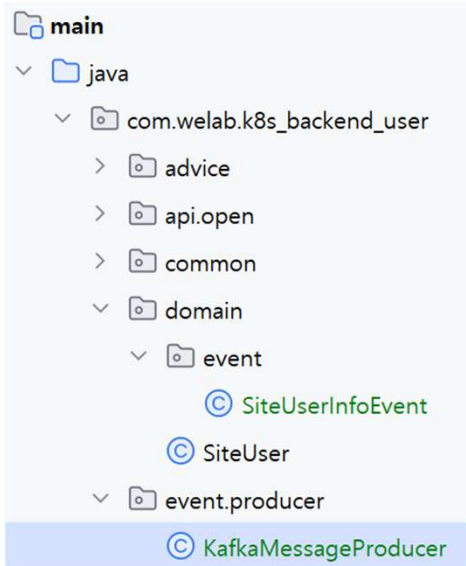 main
java
com.welab.k8s_backend_user
advice
api.open
common
domain
event
SiteUserInfoEvent
SiteUser
event.producer
KafkaMessageProducer